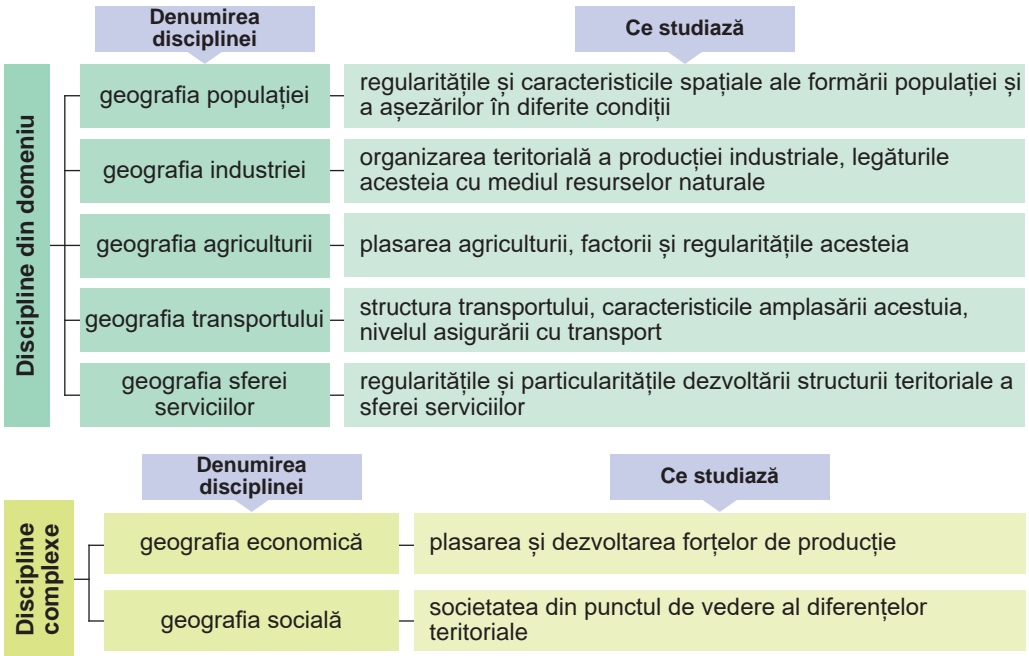 Denumirea
disciplinei
Ce studiază
Discipline din domeniu
geografia populației
regularitățile și caracteristicile spațiale ale formării populației și
a așezărilor în diferite condiții
geografia industriei
organizarea teritorială a producției industriale, legăturile
acesteia cu mediul resurselor naturale
geografia agriculturii
plasarea agriculturii, factorii și regularitățile acesteia
geografia transportului
structura transportului, caracteristicile amplasării acestuia,
nivelul asigurării cu transport
geografia sferei
serviciilor
regularitățile și particularitățile dezvoltării structurii teritoriale a
sferei serviciilor
Denumirea
disciplinei
Ce studiază
Discipline
complexe
geografia economică
plasarea și dezvoltarea forțelor de producție
geografia socială
societatea din punctul de vedere al diferențelor
teritoriale